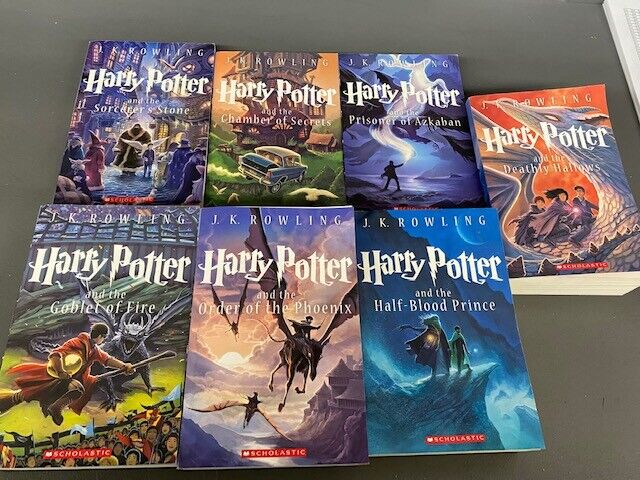 J. K. ROWLING
Harry Potter
and the
Sorcerer's Stone
SCHOLASTIC
J. K. ROWLING
Harry Potter
and the
Chamber of Secrets
SCHOLASTIC
J. K. ROWLING
Harry Potter
and the
Prisoner of Azkaban
SCHOLASTIC
J. K. ROWLING
Harry Potter
and the
Deathly Hallows
SCHOLASTIC
J. K. ROWLING
Harry Potter
and the
Goblet of Fire
SCHOLASTIC
J. K. ROWLING
Harry Potter
and the
Order of the Phoenix
SCHOLASTIC
J. K. ROWLING
Harry Potter
and the
Half-Blood Prince
SCHOLASTIC